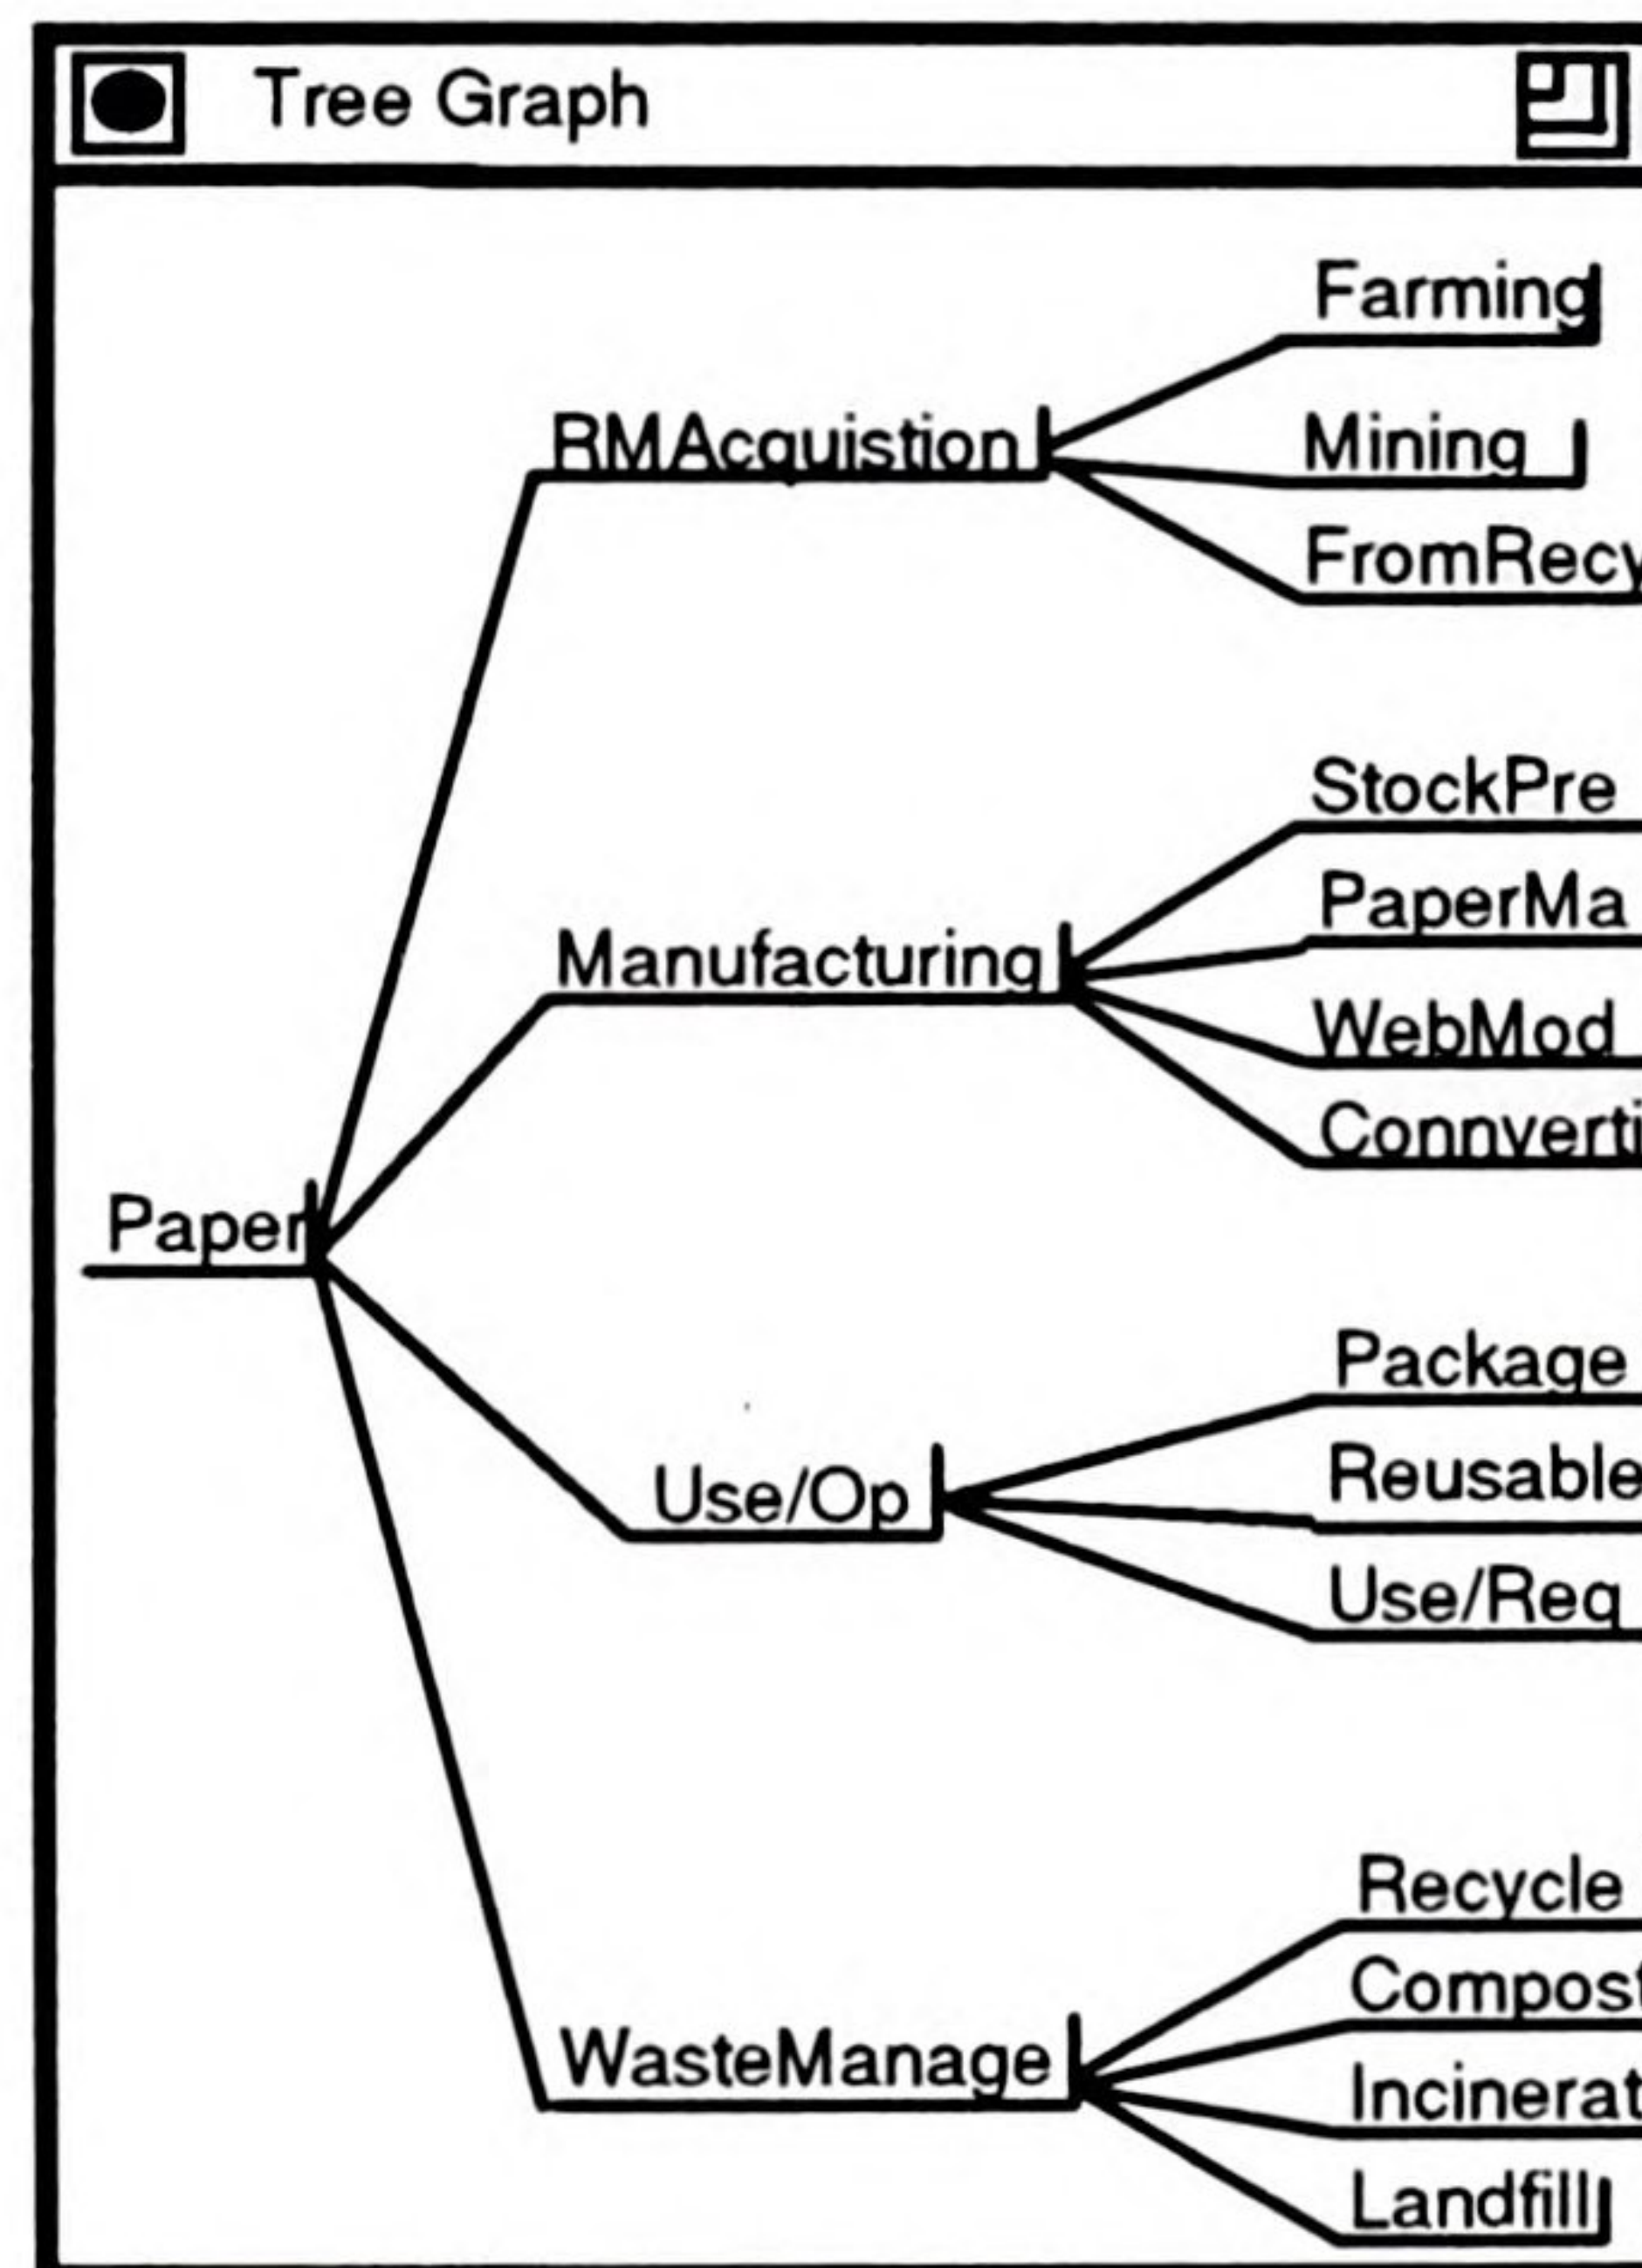 Tree Graph
Farming
RMAcquistion
Mining
FromRecy
StockPre
PaperMa
Manufacturing
WebMod
Connverti
Paper
Package
Use/Op
Reusable
Use/Req
Recycle
Compost
WasteManage
Incinerat
Landfill